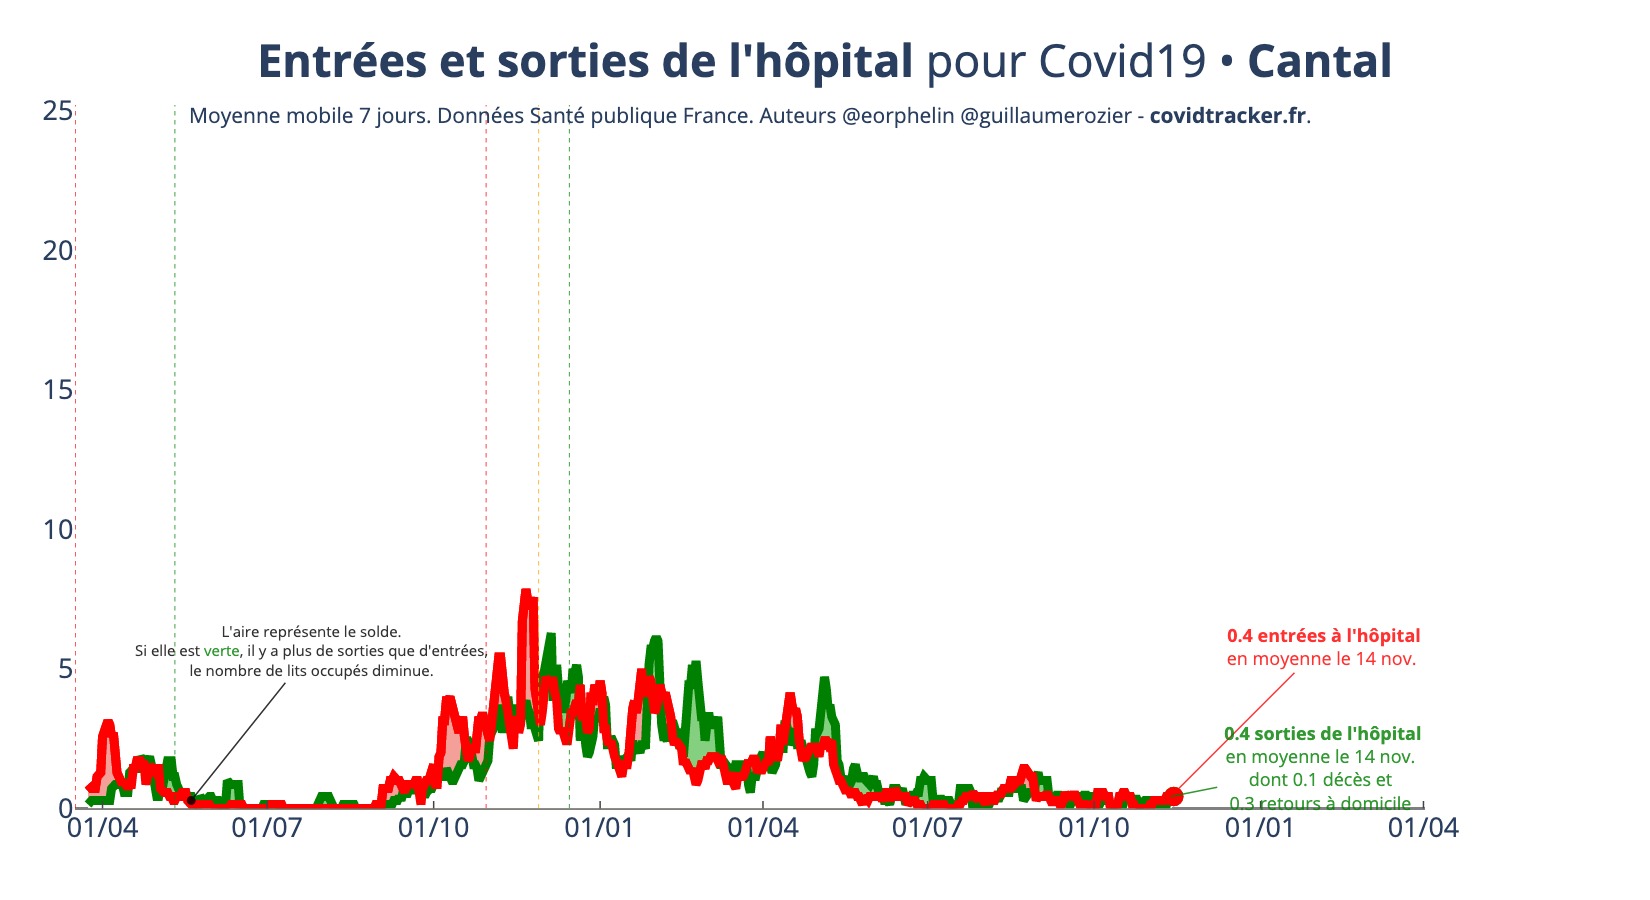 Entrées et sorties de l'hôpital pour Covid19 • Cantal
Moyenne mobile 7 jours. Données Santé publique France. Auteurs @eorphelin @guillaumerozier - covidtracker.fr.
25
20
15
10
5
0
L'aire représente le solde.
Si elle est verte, il y a plus de sorties que d'entrées,
le nombre de lits occupés diminue.
0.4 entrées à l'hôpital
en moyenne le 14 nov.
0.4 sorties de l'hôpital
en moyenne le 14 nov.
dont 0.1 décès et
0.3 retours à domicile
01/04 01/07 01/10 01/01 01/04 01/07 01/10 01/01 01/04